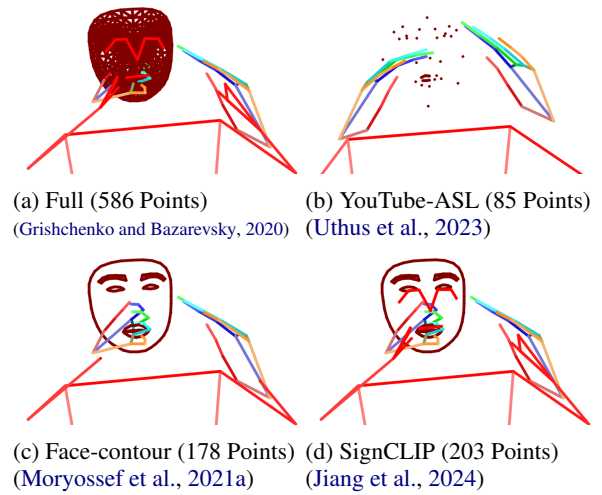 (a) Full (586 Points)
(Grishchenko and Bazarevsky, 2020)
(b) YouTube-ASL (85 Points)
(Uthus et al., 2023)
(c) Face-contour (178 Points)
(Moryossef et al., 2021a)
(d) SignCLIP (203 Points)
(Jiang et al., 2024)